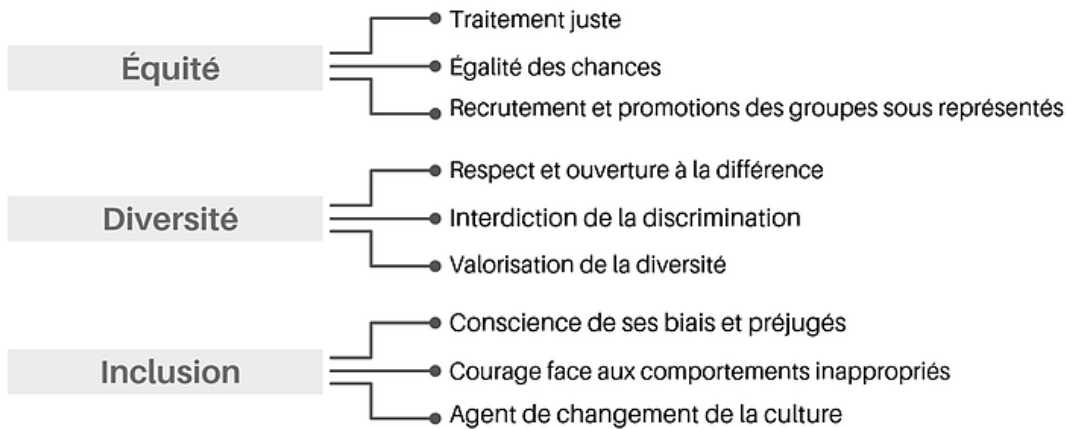 Équité
Traitement juste
Égalité des chances
Recrutement et promotions des groupes sous représentés
Diversité
Respect et ouverture à la différence
Interdiction de la discrimination
Valorisation de la diversité
Inclusion
Conscience de ses biais et préjugés
Courage face aux comportements inappropriés
Agent de changement de la culture